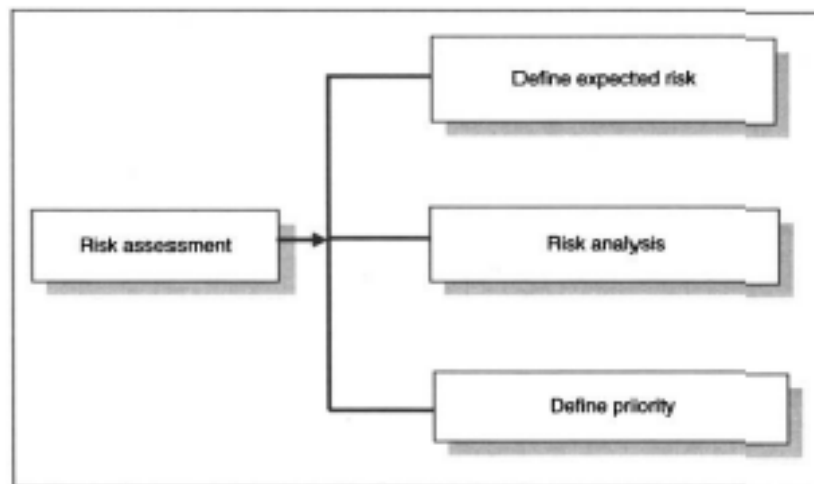 Define expected risk
Risk assessment
Risk analysis
Define priority